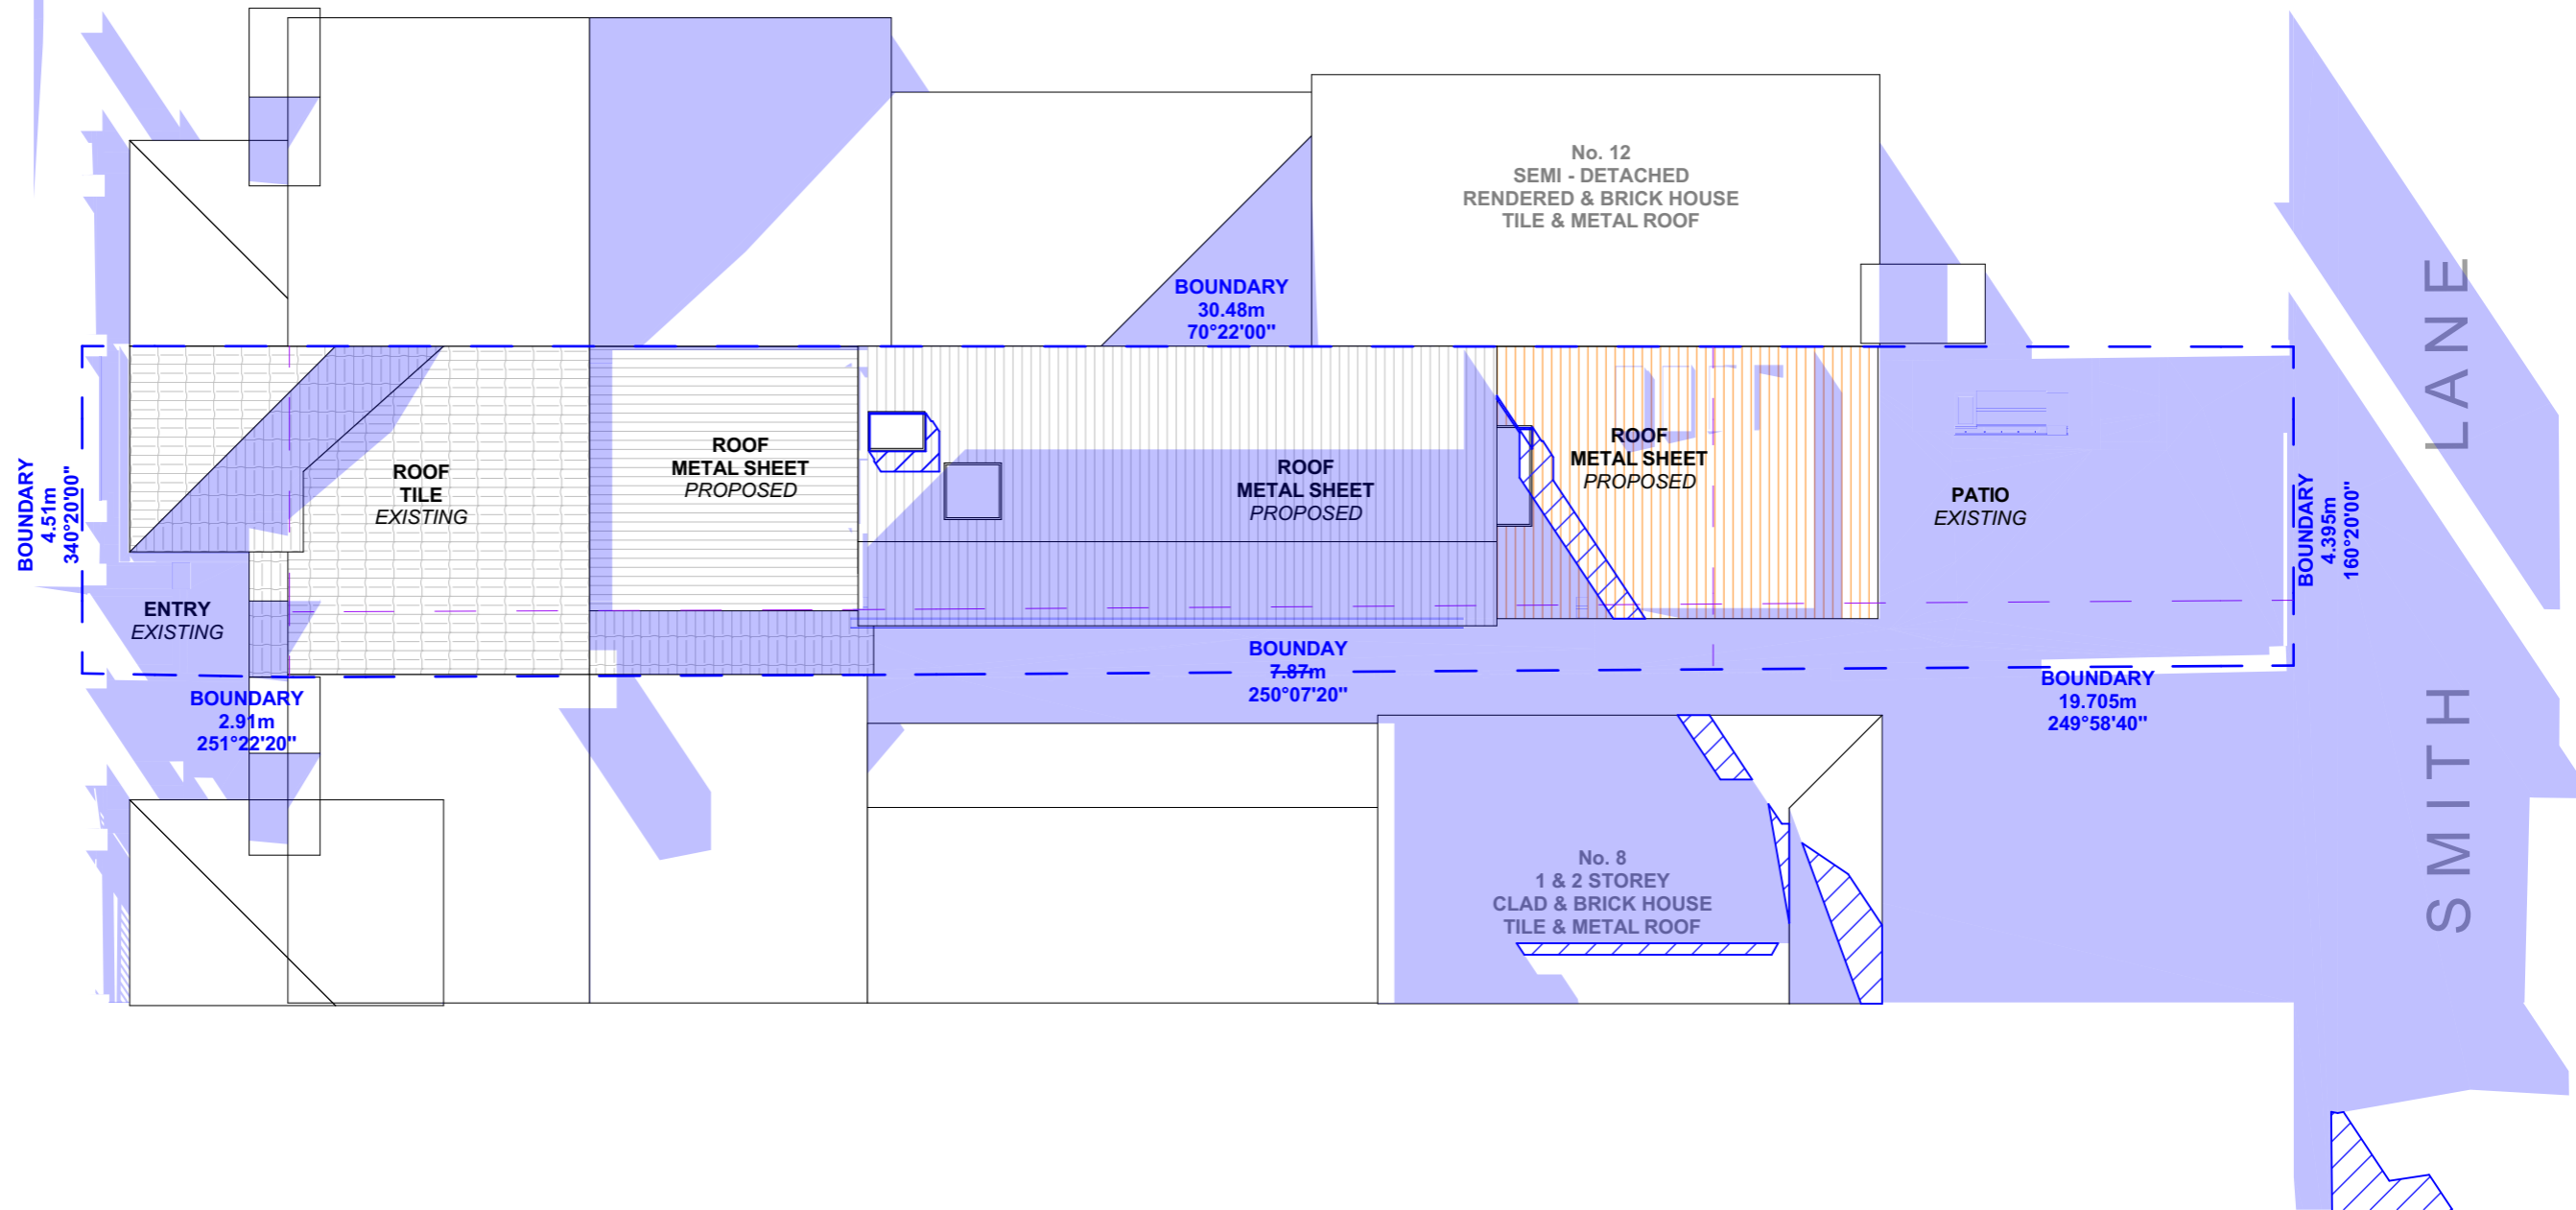 No. 12
SEMI - DETACHED
RENDERED & BRICK HOUSE
TILE & METAL ROOF
BOUNDARY
30.48m
70°22'00"
BOUNDARY
4.51m
340°20'00"
ROOF
TILE
EXISTING
ROOF
METAL SHEET
PROPOSED
ROOF
METAL SHEET
PROPOSED
ROOF
METAL SHEET
PROPOSED
PATIO
EXISTING
BOUNDARY
4.395m
160°20'00"
SMITH LANE
ENTRY
EXISTING
BOUNDARY
2.91m
251°22'20"
BOUNDAY
7.87m
250°07'20"
BOUNDARY
19.705m
249°58'40"
No. 8
1 & 2 STOREY
CLAD & BRICK HOUSE
TILE & METAL ROOF